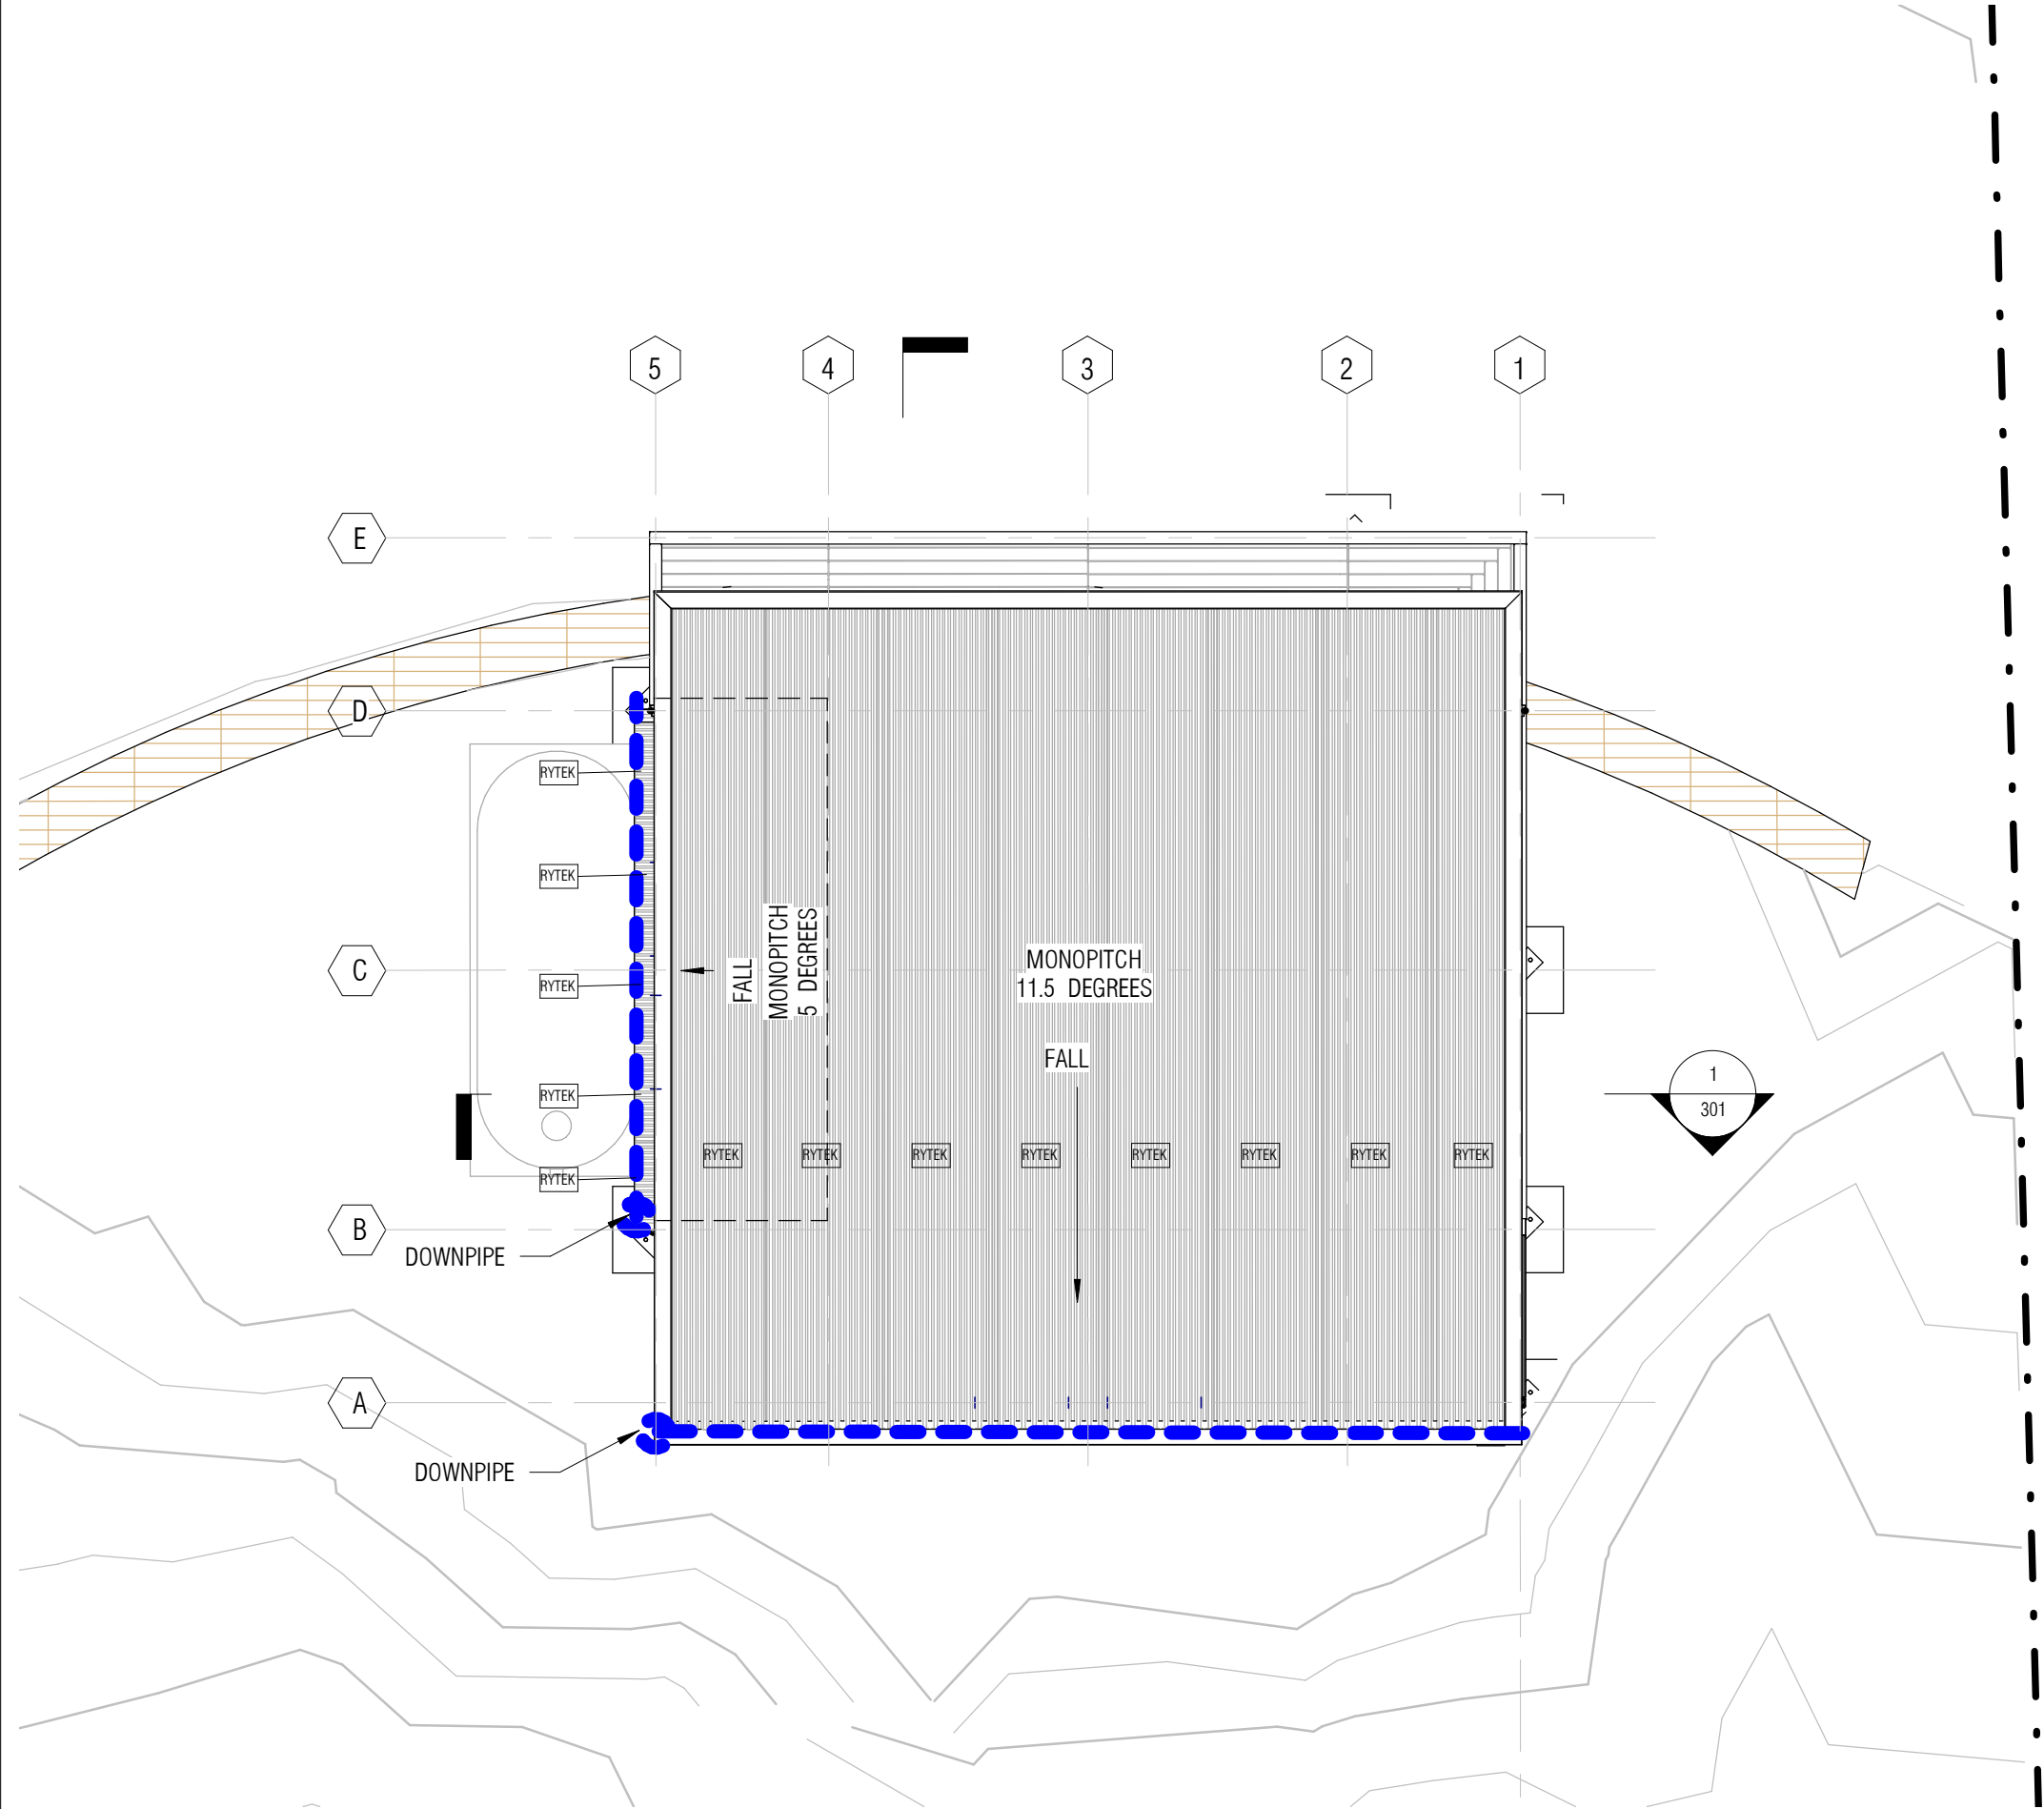 5
4
3
2
1
E
D
RYTEK
RYTEK
C
FALL
MONOPITCH
5 DEGREES
MONOPITCH
11.5 DEGREES
RYTEK
FALL
1
301
RYTEK
RYTEK
RYTEK
RYTEK
RYTEK
RYTEK
RYTEK
RYTEK
RYTEK
RYTEK
B
DOWNPIPE
A
DOWNPIPE